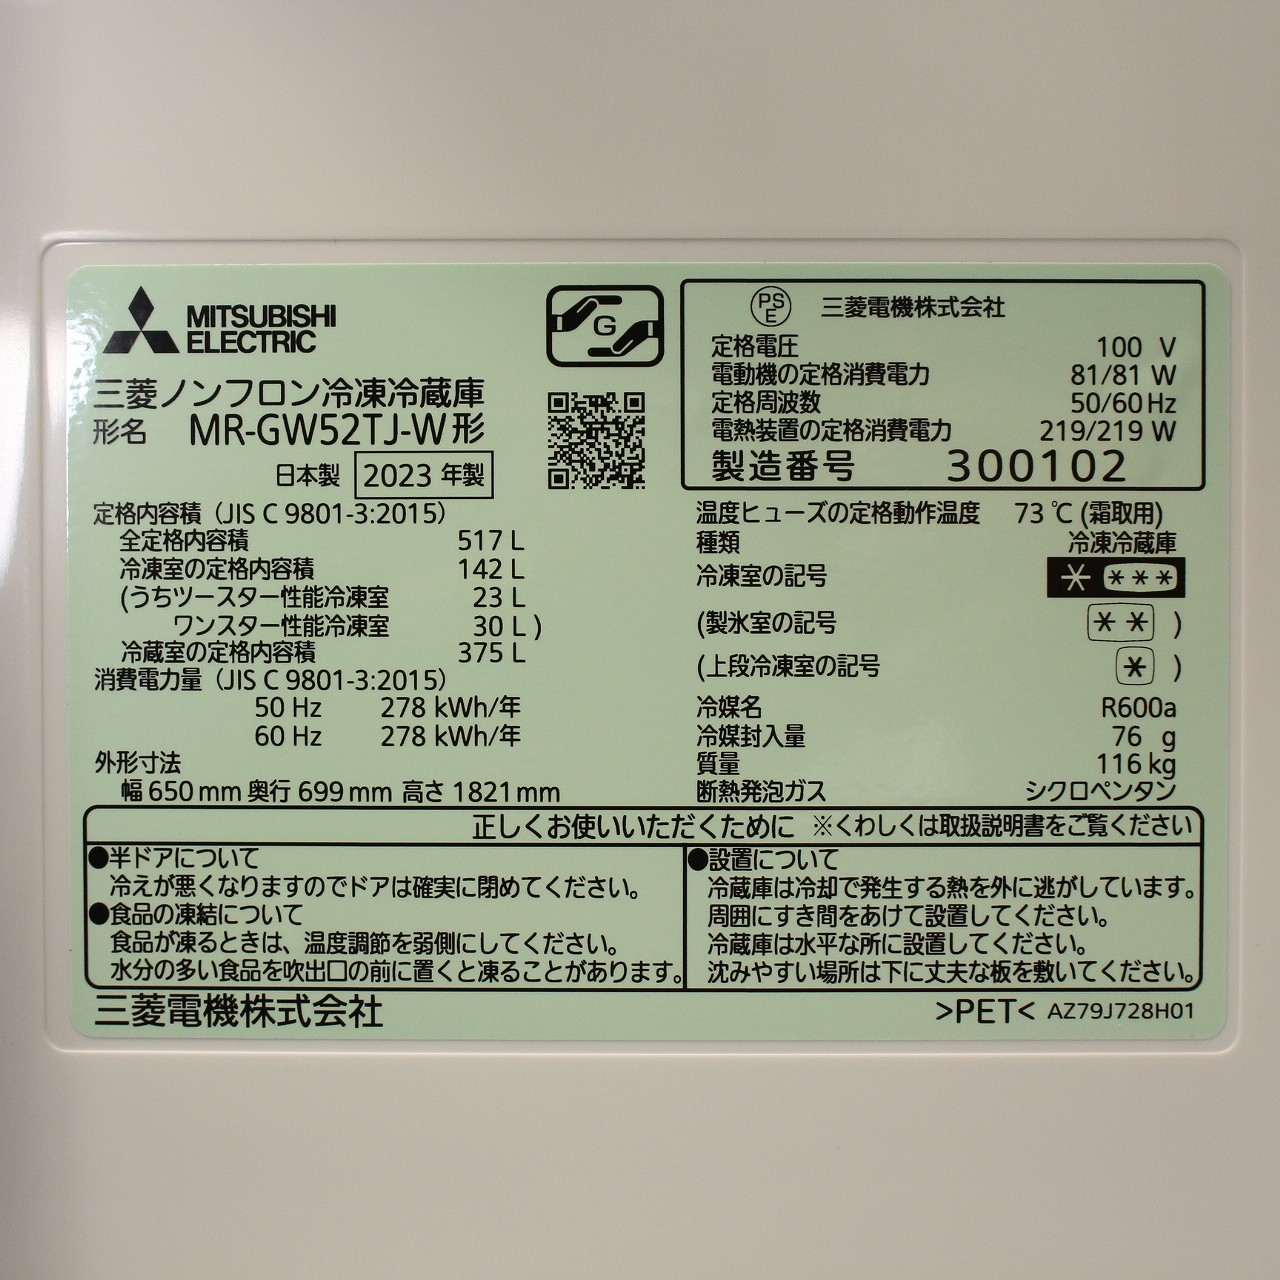 MITSUBISHI
ELECTRIC
三菱ノンフロン冷凍冷蔵庫
形名 MR-GW52TJ-W形
日本製 2023 年製
定格内容積（JIS C 9801-3:2015）
全定格内容積 517 L
冷凍室の定格内容積 142 L
(うちツースター性能冷凍室 23 L
ワンスター性能冷凍室 30 L )
冷蔵室の定格内容積 375 L
消費電力量（JIS C 9801-3:2015）
50 Hz 278 kWh/年
60 Hz 278 kWh/年
外形寸法
幅 650 mm 奥行 699 mm 高さ 1821 mm
G
PS
E
三菱電機株式会社
定格電圧 100 V
電動機の定格消費電力 81/81 W
定格周波数 50/60 Hz
電熱装置の定格消費電力 219/219 W
製造番号 300102
温度ヒューズの定格動作温度 73 ℃ (霜取用)
種類 冷凍冷蔵庫
冷凍室の記号 * ***
(製氷室の記号 ** )
(上段冷凍室の記号 * )
冷媒名 R600a
冷媒封入量 76 g
質量 116 kg
断熱発泡ガス シクロペンタン
正しくお使いいただくために ※くわしくは取扱説明書をご覧ください
●半ドアについて
冷えが悪くなりますのでドアは確実に閉めてください。
●食品の凍結について
食品が凍るときは、温度調節を弱側にしてください。
水分の多い食品を吹出口の前に置くと凍ることがあります。
●設置について
冷蔵庫は冷却で発生する熱を外に逃がしています。
周囲にすき間をあけて設置してください。
冷蔵庫は水平な所に設置してください。
沈みやすい場所は下に丈夫な板を敷いてください。
三菱電機株式会社
>PET< AZ79J728H01